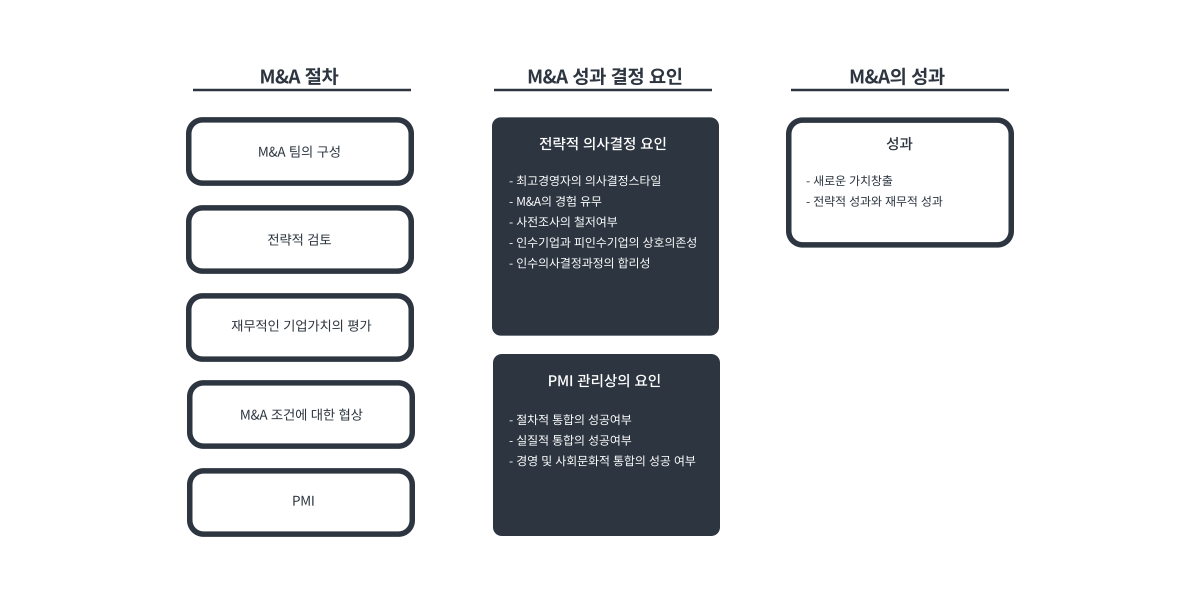 M&A 절차
M&A 팀의 구성
전략적 검토
재무적인 기업가치의 평가
M&A 조건에 대한 협상
PMI
M&A 성과 결정 요인
전략적 의사결정 요인
- 최고경영자의 의사결정스타일
- M&A의 경험 유무
- 사전조사의 철저여부
- 인수기업과 피인수기업의 상호의존성
- 인수의사결정과정의 합리성
PMI 관리상의 요인
- 절차적 통합의 성공여부
- 실질적 통합의 성공여부
- 경영 및 사회문화적 통합의 성공 여부
M&A의 성과
성과
- 새로운 가치창출
- 전략적 성과와 재무적 성과